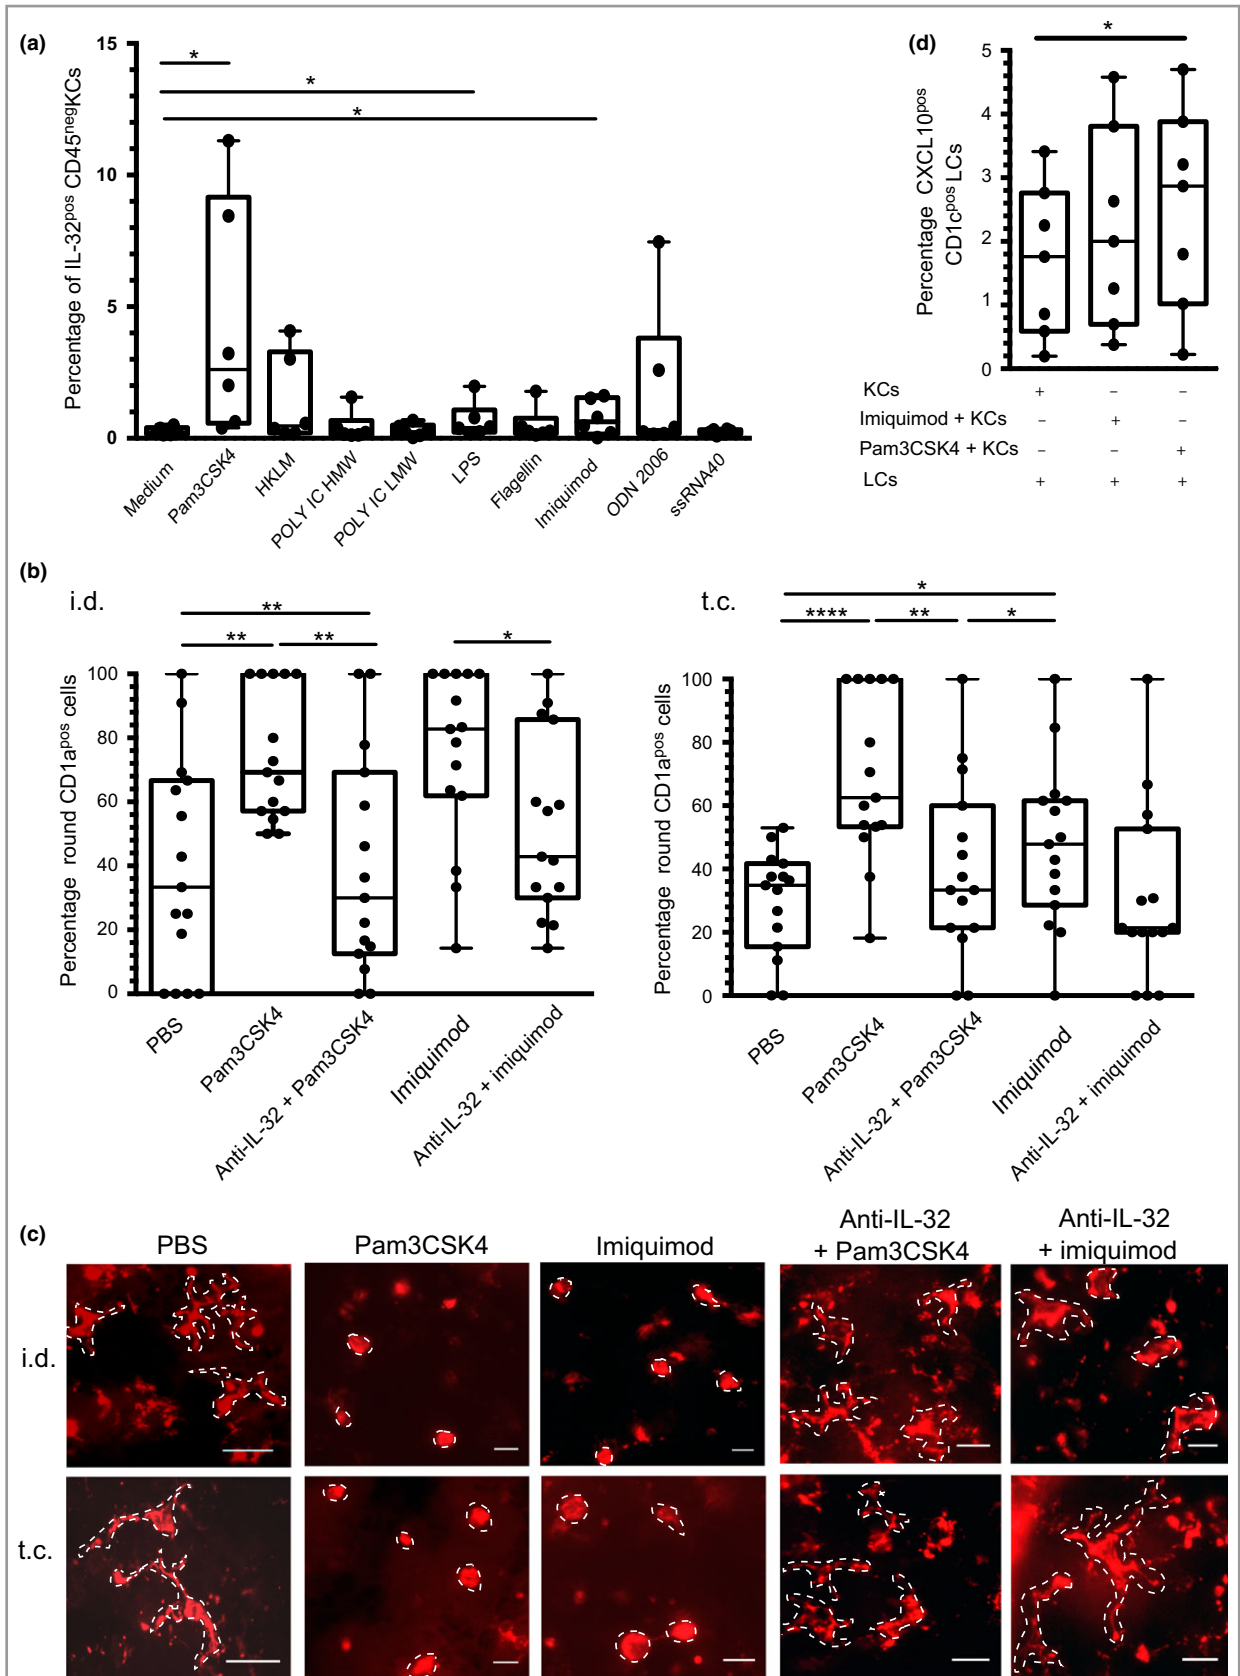 (a)
Percentage of IL-32pos CD45negKCs
15
10
5
0
*
*
*
Medium
Pam3CSK4
HKLM
POLY IC HMW
POLY IC LMW
LPS
Flagellin
Imiquimod
ODN 2006
ssRNA40
(d)
Percentage CXCL10pos
CD1cpos LCs
5
4
3
2
1
0
*
KCs + – –
Imiquimod + KCs – + –
Pam3CSK4 + KCs – – +
LCs + + +
(b)
i.d.
Percentage round CD1apos cells
100
80
60
40
20
0
**
** **
*
PBS
Pam3CSK4
Anti-IL-32 + Pam3CSK4
Imiquimod
Anti-IL-32 + imiquimod
t.c.
Percentage round CD1apos cells
100
80
60
40
20
0
*
**** ** *
PBS
Pam3CSK4
Anti-IL-32 + Pam3CSK4
Imiquimod
Anti-IL-32 + imiquimod
(c)
PBS
Pam3CSK4
Imiquimod
Anti-IL-32
+ Pam3CSK4
Anti-IL-32
+ imiquimod
i.d.
t.c.